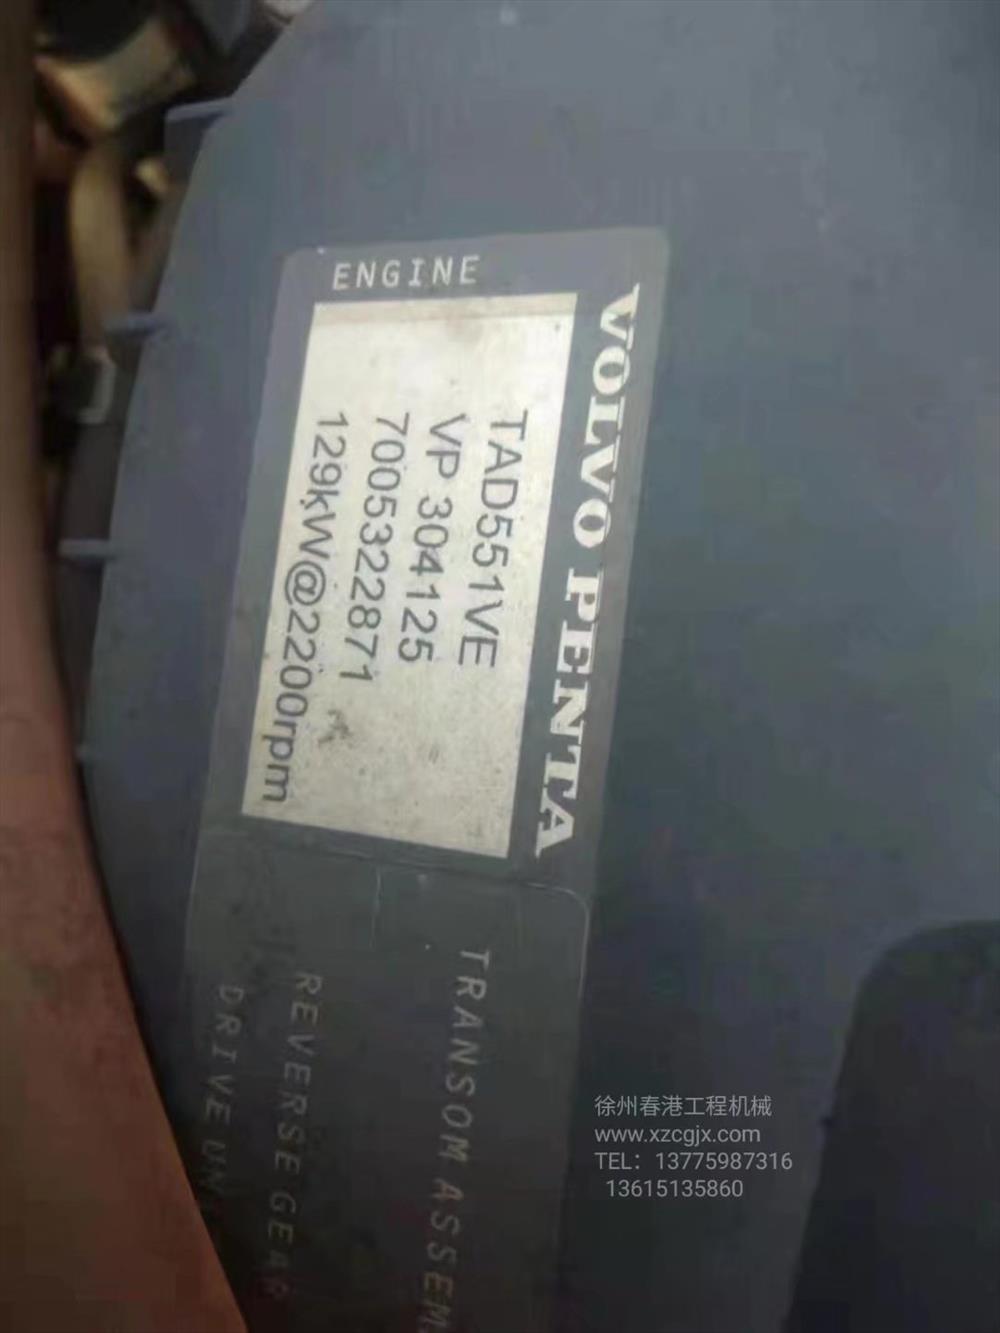 VOLVO PENTA
ENGINE
TAD551VE
VP 304125
7005322871
129kW@2200rpm
TRANSOM ASSEM
REVERSE GEAR
DRIVE UN
徐州春港工程机械
www.xzcgjx.com
TEL：13775987316
13615135860